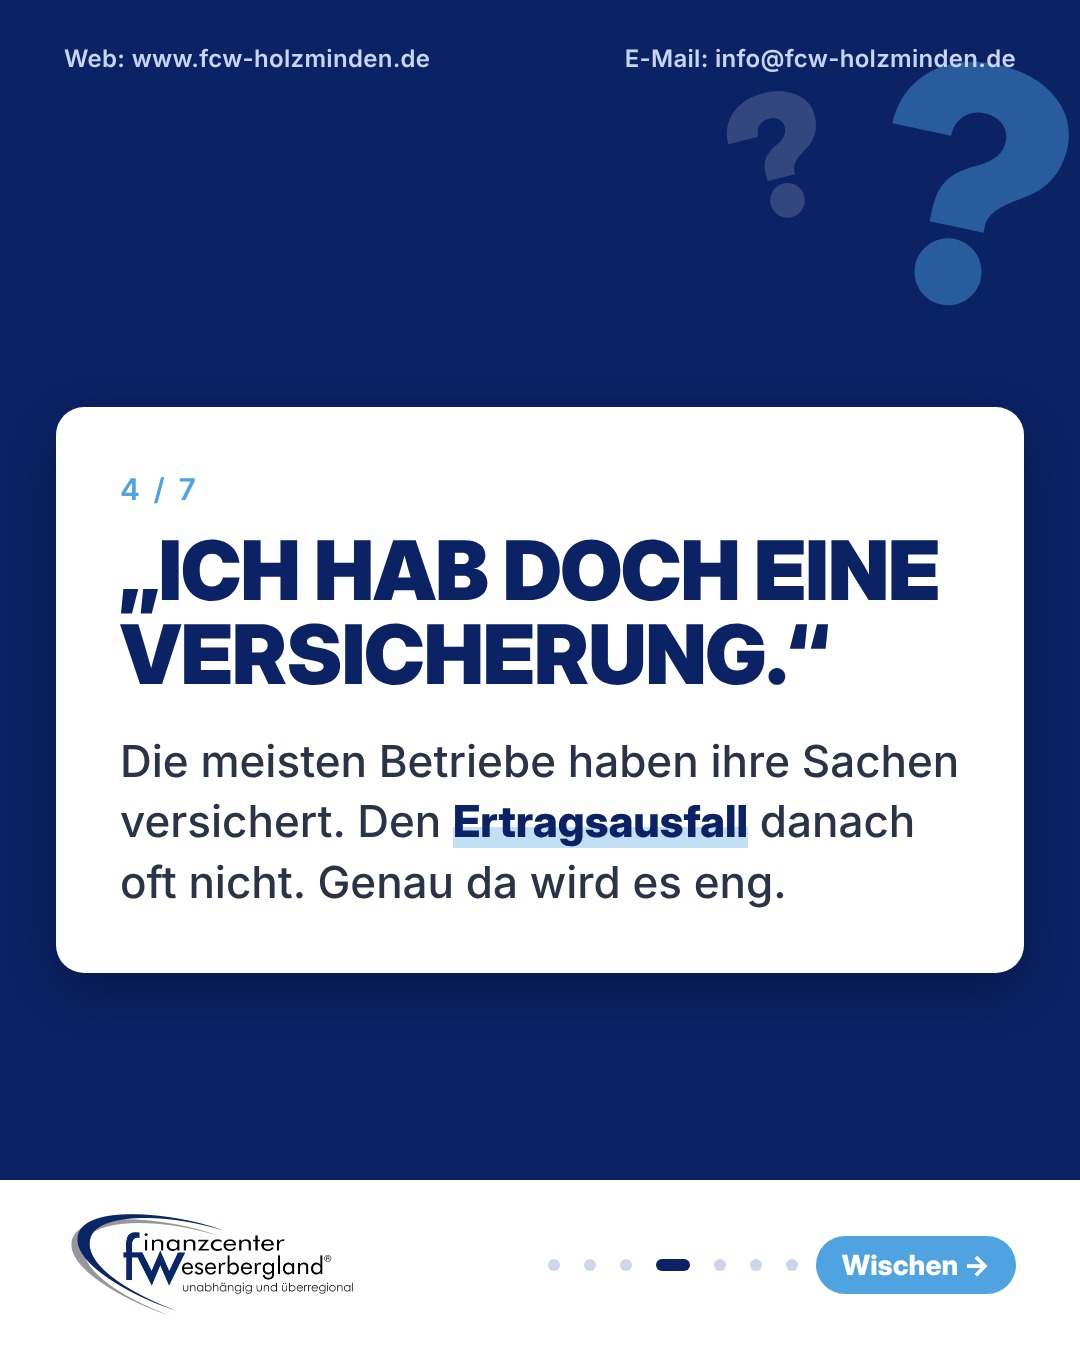 Web: www.fcw-holzminden.de
E-Mail: info@fcw-holzminden.de
?
?
4 / 7
„ICH HAB DOCH EINE
VERSICHERUNG.“
Die meisten Betriebe haben ihre Sachen
versichert. Den Ertragsausfall danach
oft nicht. Genau da wird es eng.
finanzcenter
Weserbergland®
unabhängig und überregional
Wischen →